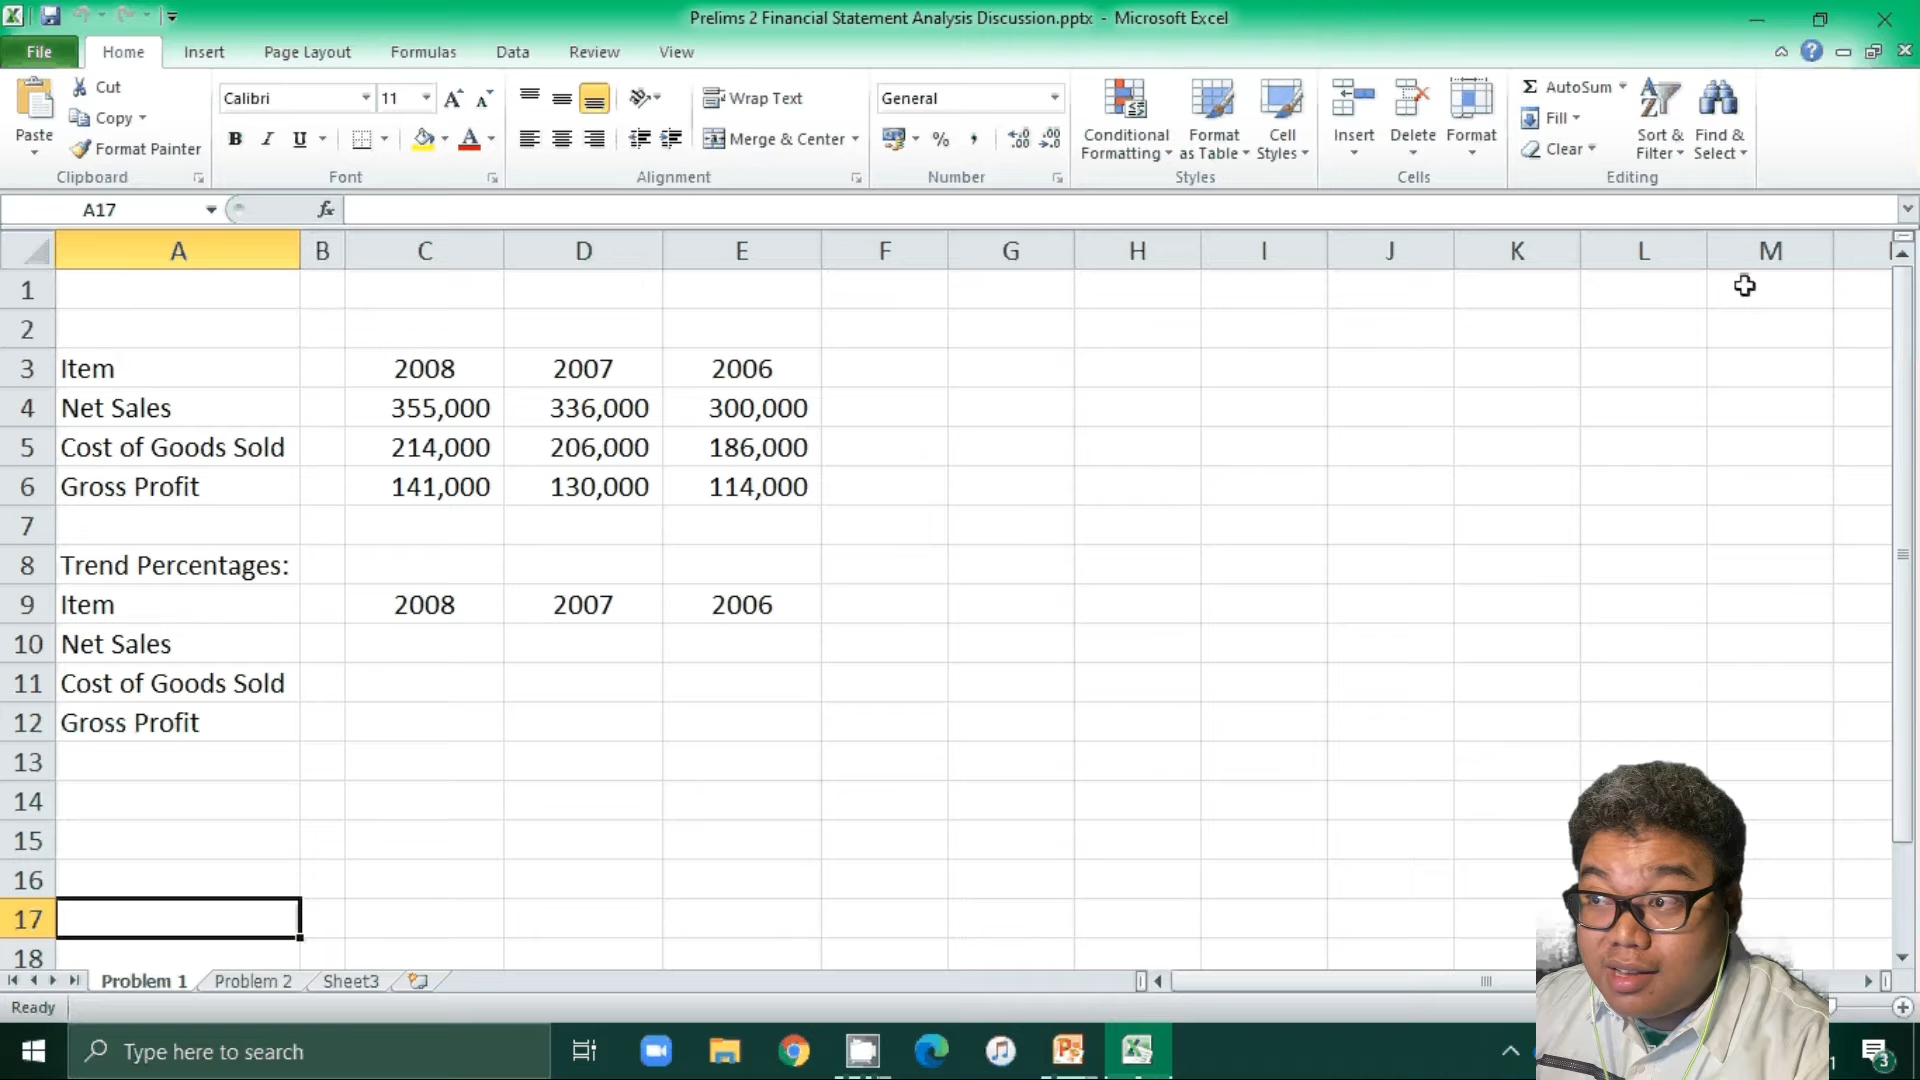 Prelims 2 Financial Statement Analysis Discussion.pptx - Microsoft Excel
File Home Insert Page Layout Formulas Data Review View
Paste Cut
Copy
Format Painter
Clipboard
Calibri 11
B I U
Font
Wrap Text
Merge & Center
Alignment
General
%
Number
Conditional Formatting
Format as Table
Cell Styles
Styles
Insert Delete Format
Cells
Σ AutoSum
Fill
Clear
Sort & Filter
Find & Select
Editing
A17 fx
A B C D E F G H I J K L M
1
2
3 Item 2008 2007 2006
4 Net Sales 355,000 336,000 300,000
5 Cost of Goods Sold 214,000 206,000 186,000
6 Gross Profit 141,000 130,000 114,000
7
8 Trend Percentages:
9 Item 2008 2007 2006
10 Net Sales
11 Cost of Goods Sold
12 Gross Profit
13
14
15
16
17
18
Problem 1 Problem 2 Sheet3
Ready
Type here to search
3